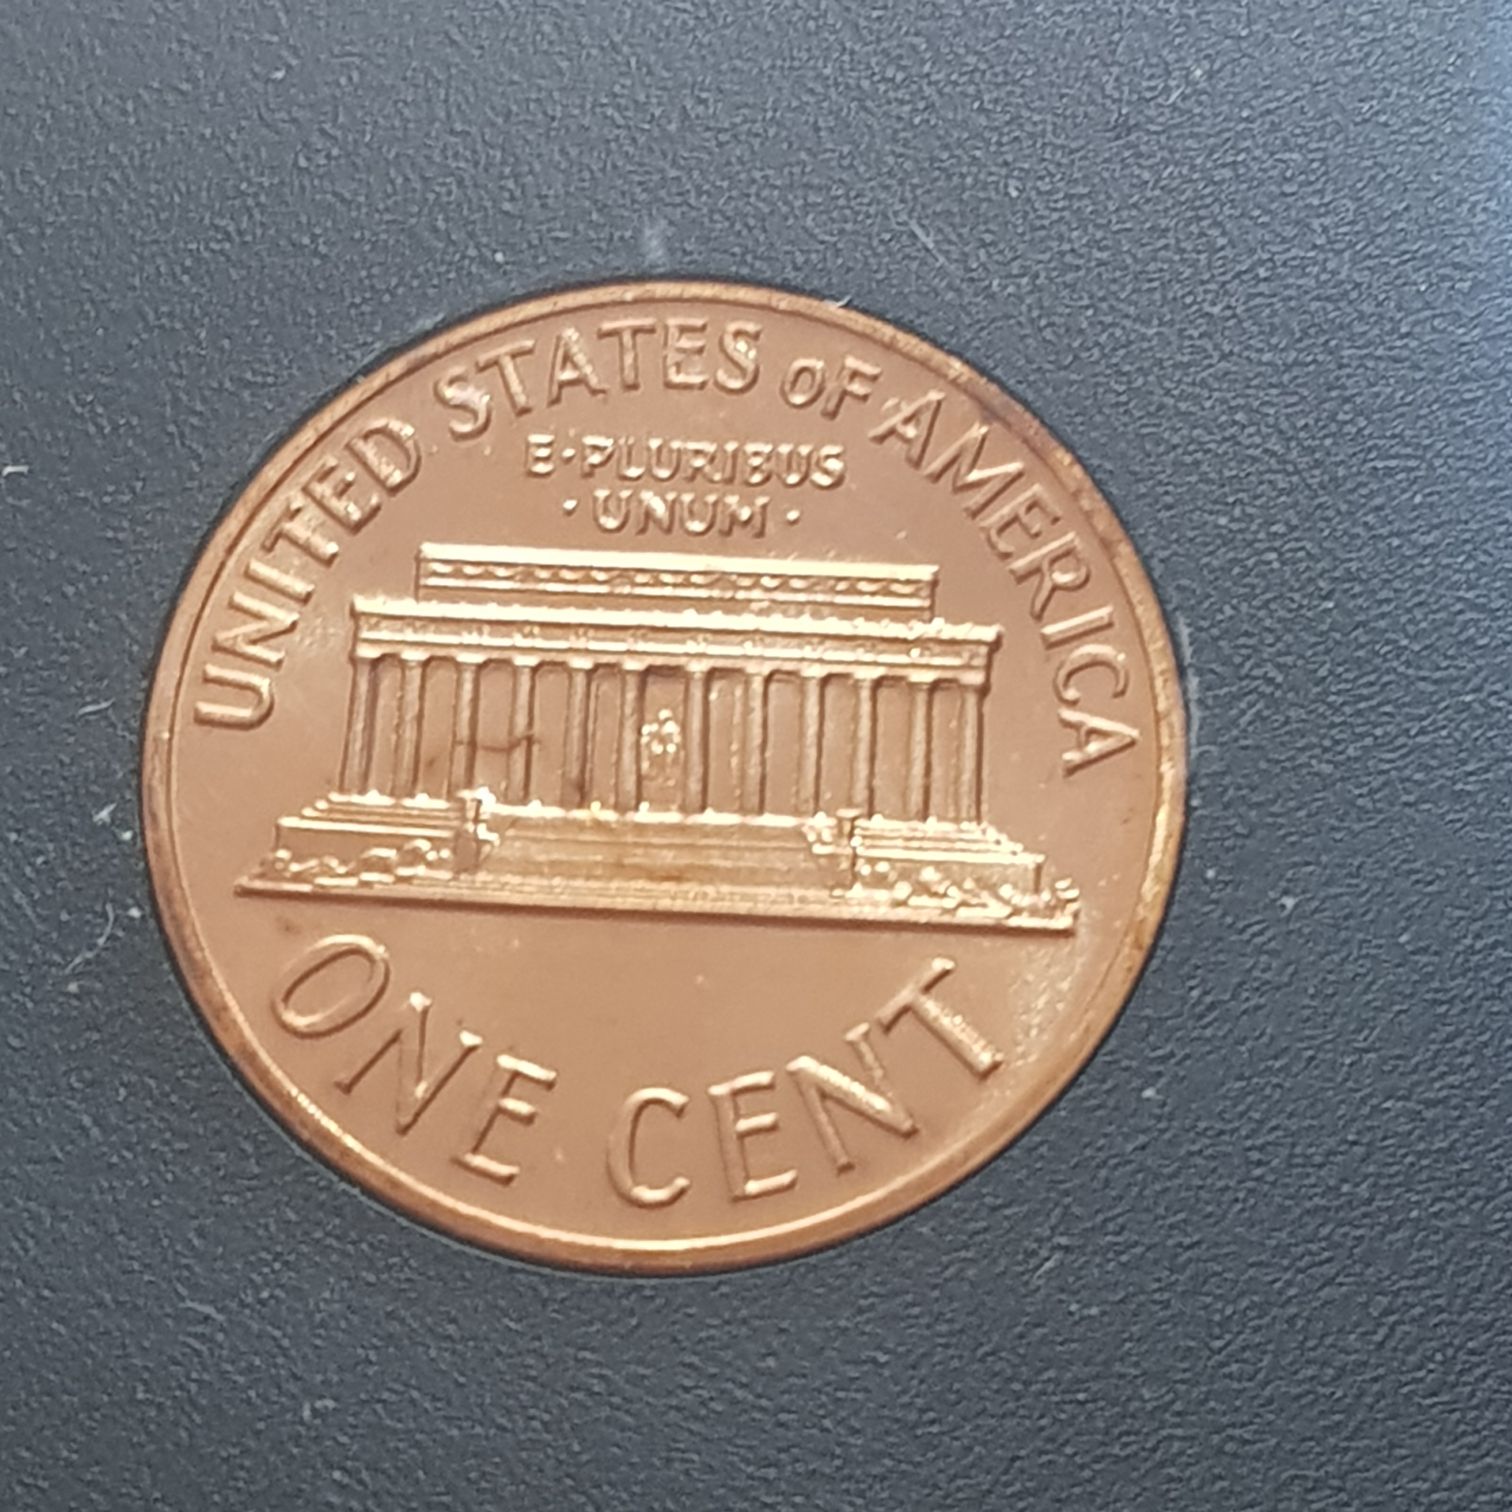 UNITED STATES OF AMERICA
E·PLURIBUS
·UNUM·
ONE CENT